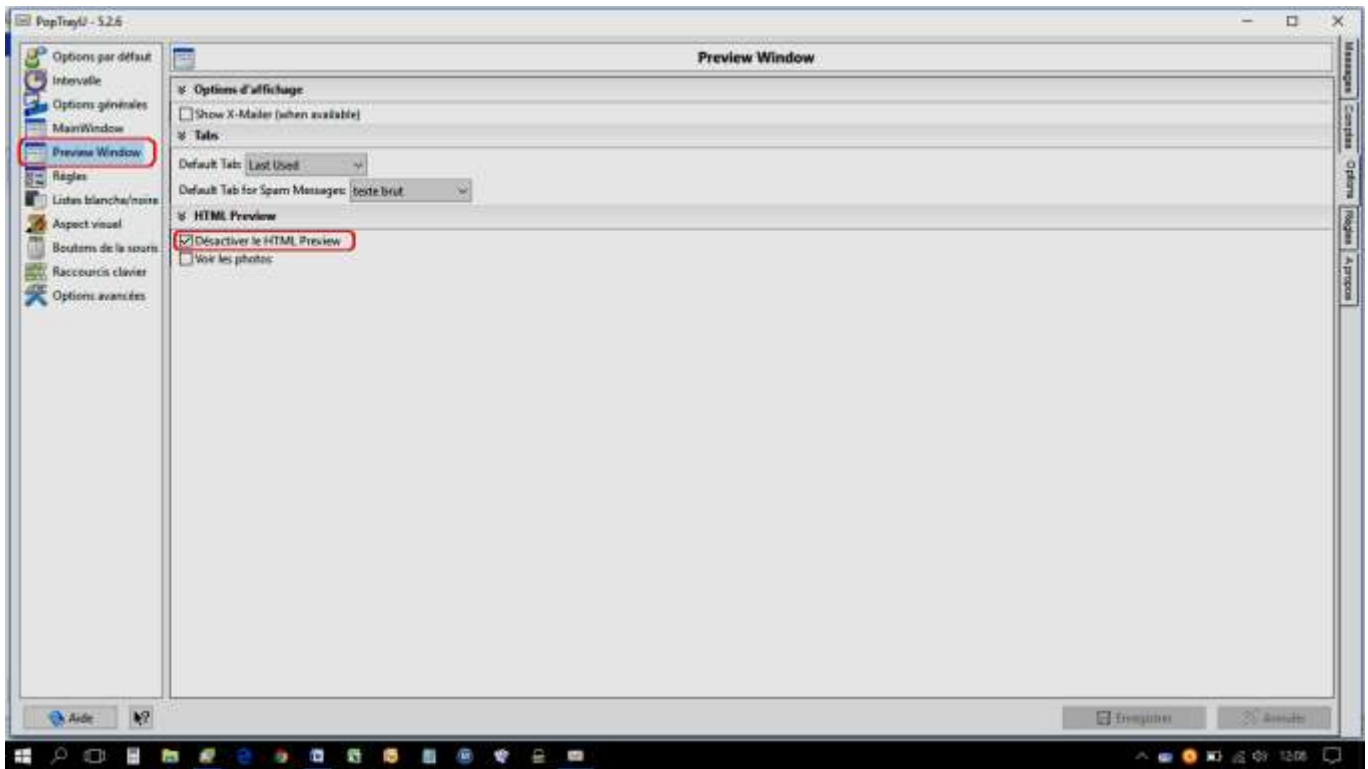 PopTrayU - 5.2.6
Options par défaut
Intervalle
Options générales
MainWindow
Preview Window
Règles
Listes blanche/noire
Aspect visuel
Boutons de la souris
Raccourcis clavier
Options avancées
Preview Window
Options d'affichage
Show X-Mailer (when available)
Tabs
Default Tab: Last Used
Default Tab for Spam Messages: texte brut
HTML Preview
Désactiver le HTML Preview
Voir les photos
Messages
Comptes
Options
Règles
A propos
Aide
Enregistrer
Annuler
12:06